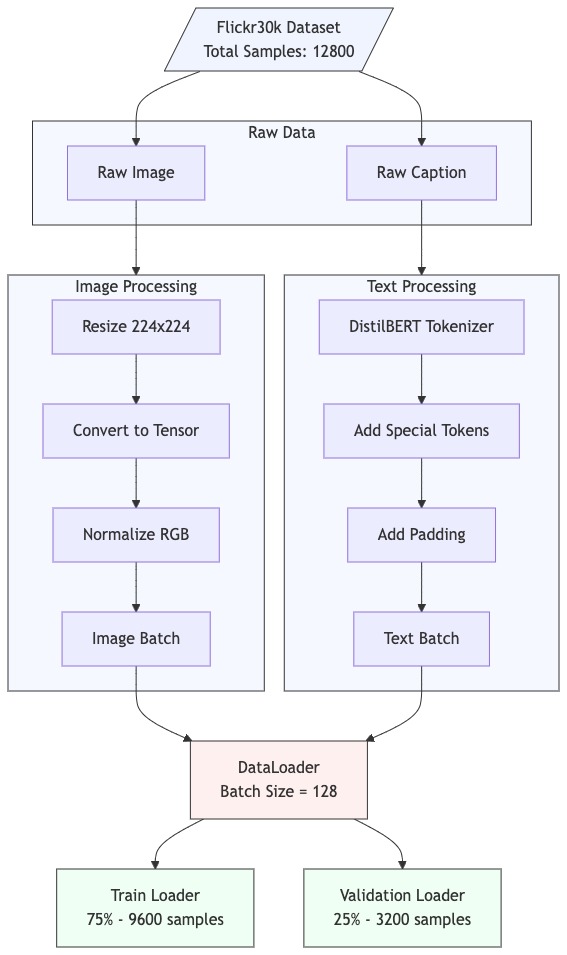 Flickr30k Dataset
Total Samples: 12800
Raw Data
Raw Image
Raw Caption
Image Processing
Resize 224x224
Convert to Tensor
Normalize RGB
Image Batch
Text Processing
DistilBERT Tokenizer
Add Special Tokens
Add Padding
Text Batch
DataLoader
Batch Size = 128
Train Loader
75% - 9600 samples
Validation Loader
25% - 3200 samples